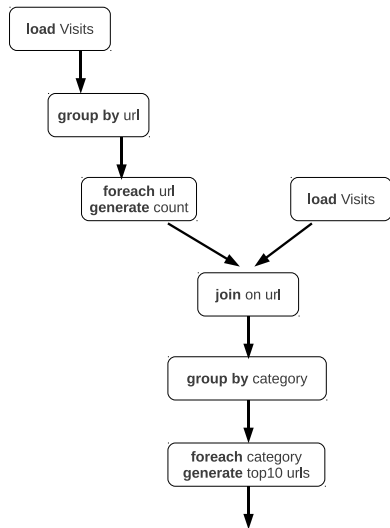 load Visits
group by url
foreach url
generate count
load Visits
join on url
group by category
foreach category
generate top10 urls